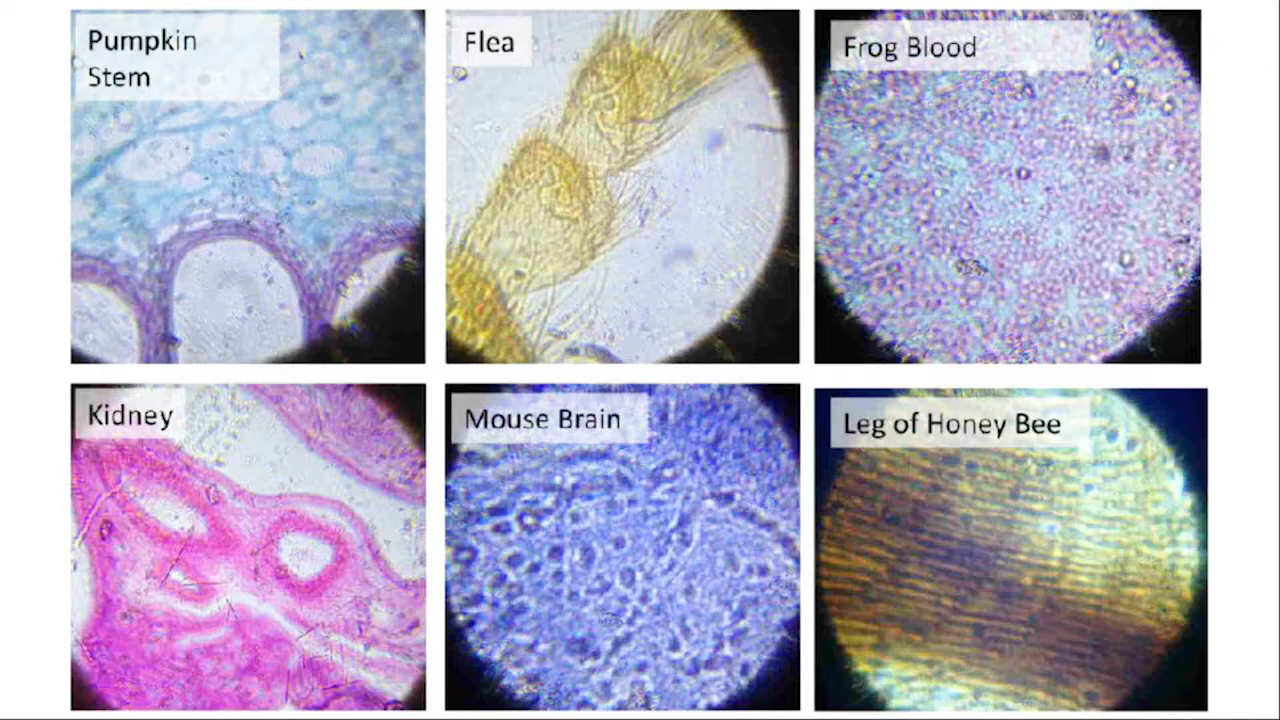 Pumpkin
Stem
Flea
Frog Blood
Kidney
Mouse Brain
Leg of Honey Bee